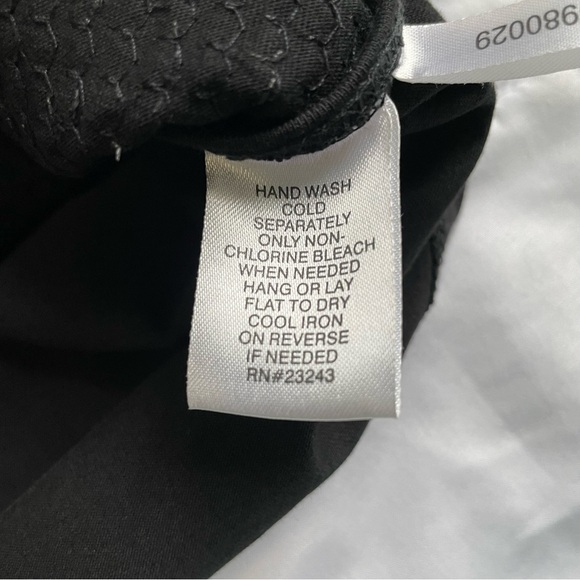 980029
HAND WASH
COLD
SEPARATELY
ONLY NON-
CHLORINE BLEACH
WHEN NEEDED
HANG OR LAY
FLAT TO DRY
COOL IRON
ON REVERSE
IF NEEDED
RN#23243